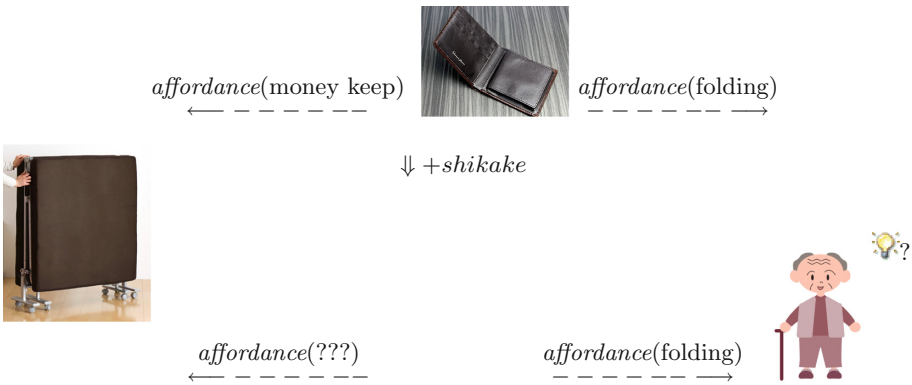 affordance(money keep)
affordance(folding)
⇓ +shikake
?
affordance(???)
affordance(folding)